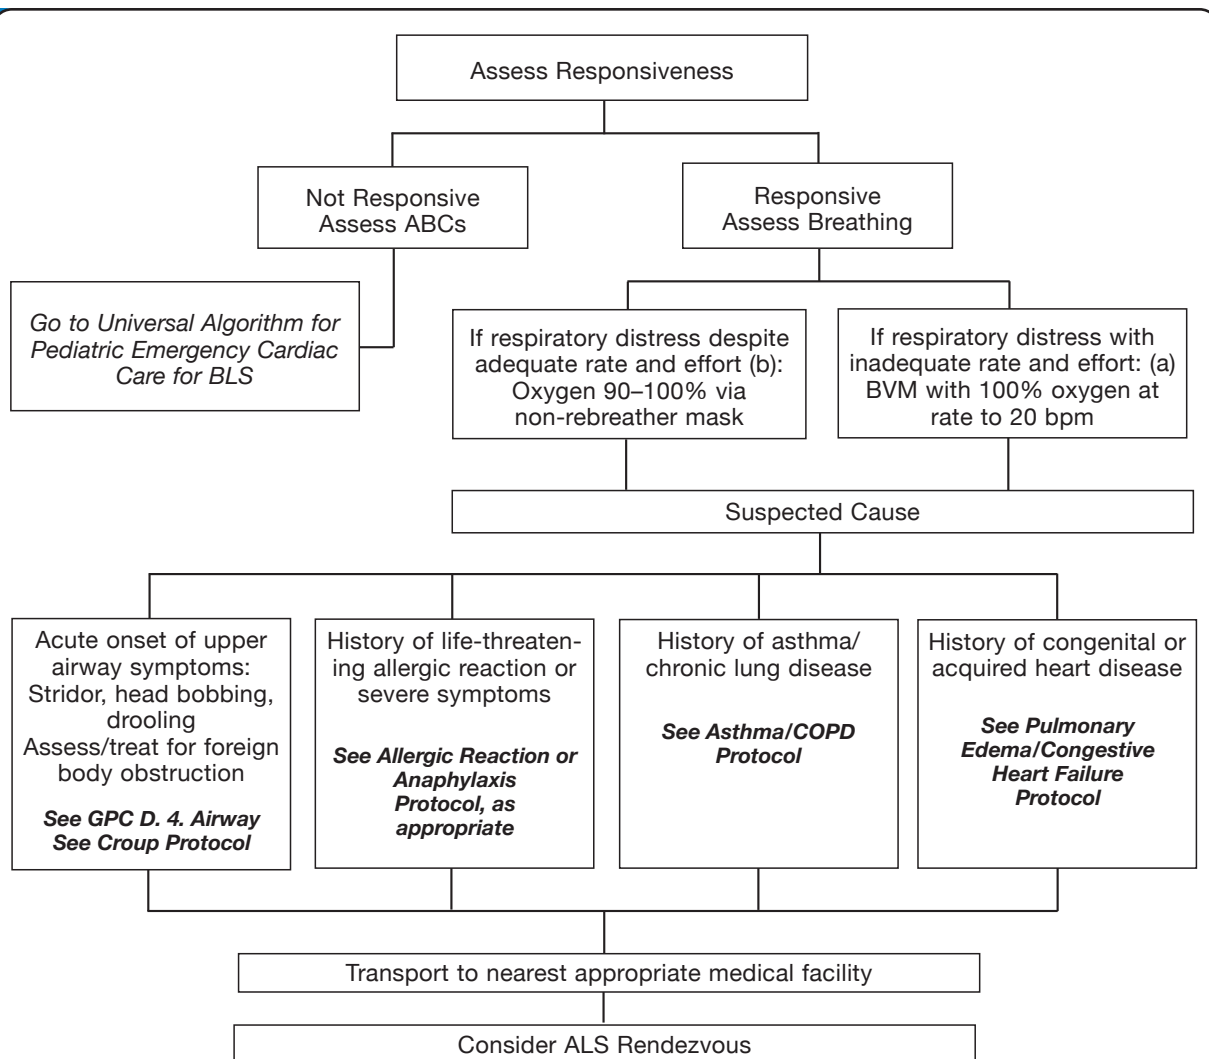 Assess Responsiveness
Not Responsive
Assess ABCs
Responsive
Assess Breathing
Go to Universal Algorithm for
Pediatric Emergency Cardiac
Care for BLS
If respiratory distress despite
adequate rate and effort (b):
Oxygen 90–100% via
non-rebreather mask
If respiratory distress with
inadequate rate and effort: (a)
BVM with 100% oxygen at
rate to 20 bpm
Suspected Cause
Acute onset of upper
airway symptoms:
Stridor, head bobbing,
drooling
Assess/treat for foreign
body obstruction
See GPC D. 4. Airway
See Croup Protocol
History of life-threaten-
ing allergic reaction or
severe symptoms
See Allergic Reaction or
Anaphylaxis
Protocol, as
appropriate
History of asthma/
chronic lung disease
See Asthma/COPD
Protocol
History of congenital or
acquired heart disease
See Pulmonary
Edema/Congestive
Heart Failure
Protocol
Transport to nearest appropriate medical facility
Consider ALS Rendezvous